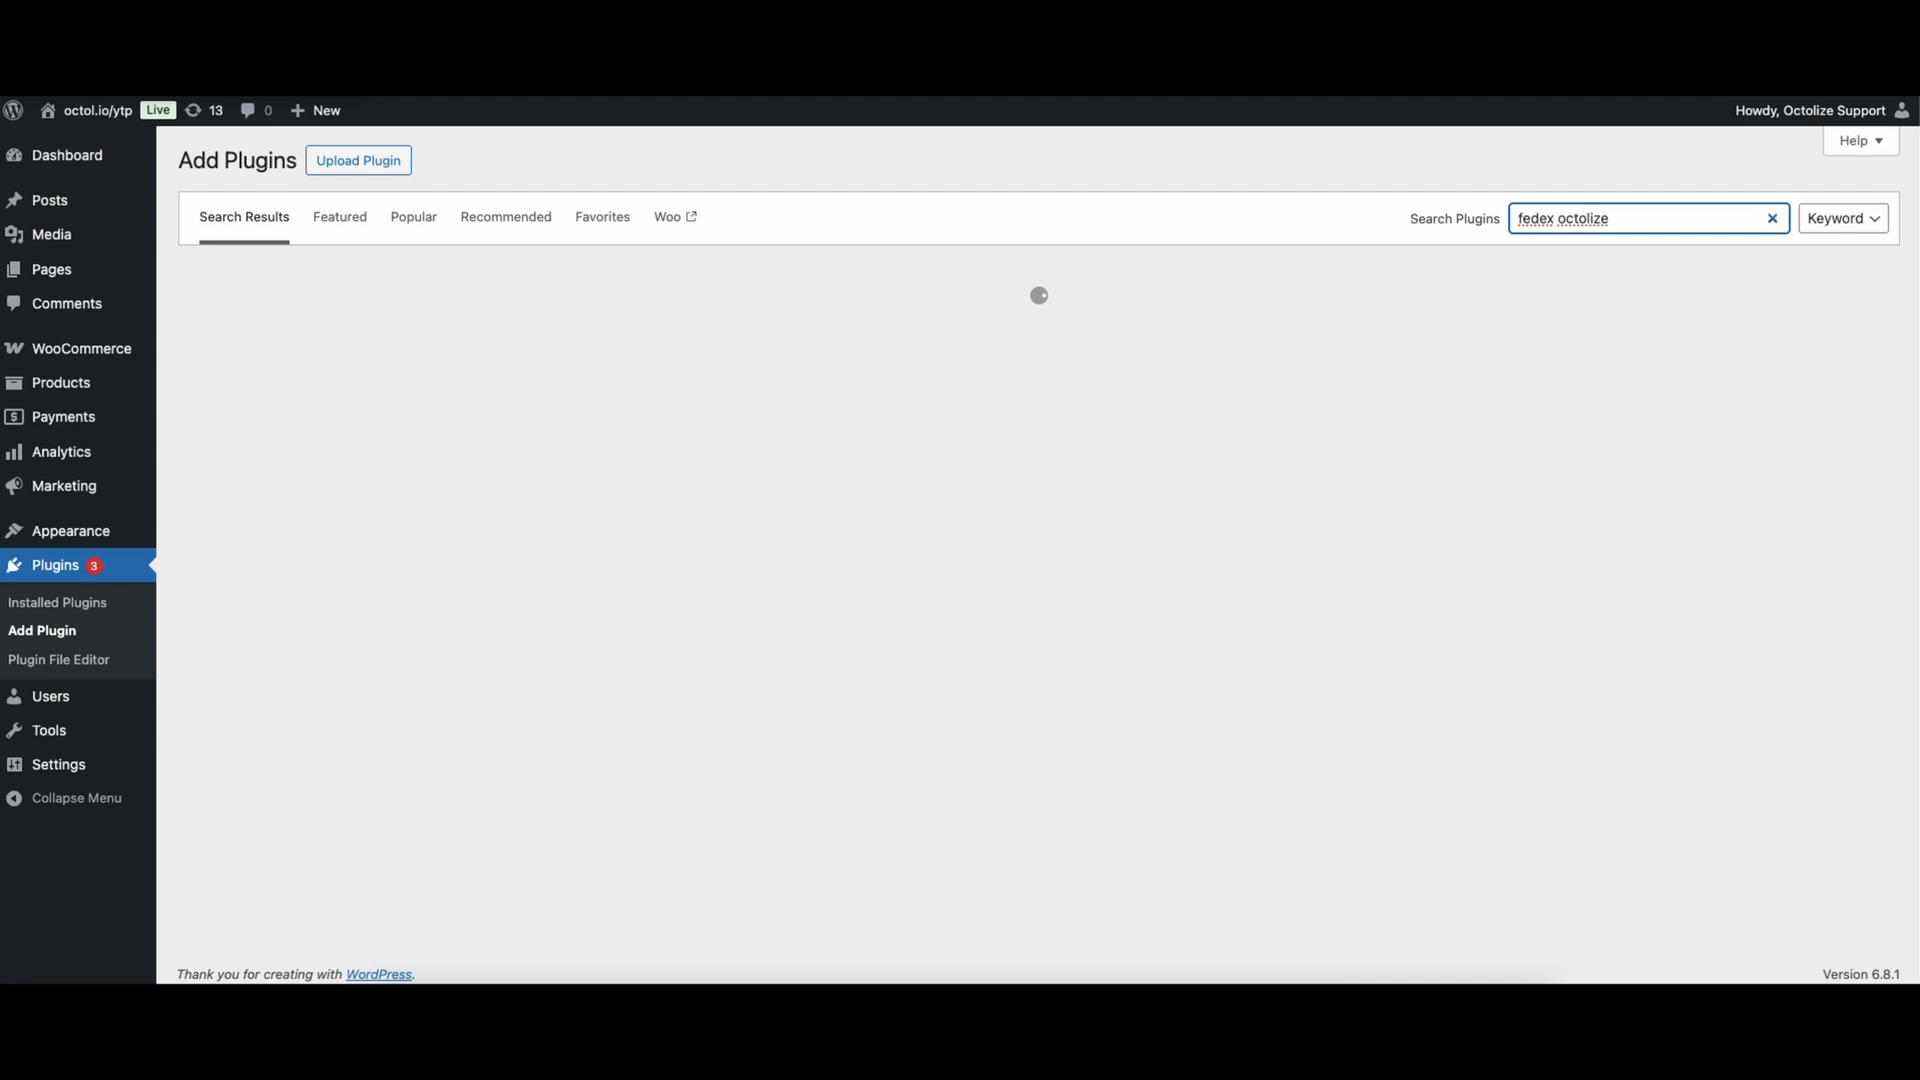 octol.io/ytp Live 13 0 New Howdy, Octolize Support
Help
Dashboard
Posts
Media
Pages
Comments
WooCommerce
Products
Payments
Analytics
Marketing
Appearance
Plugins 3
Installed Plugins
Add Plugin
Plugin File Editor
Users
Tools
Settings
Collapse Menu
Add Plugins Upload Plugin
Search Results Featured Popular Recommended Favorites Woo Search Plugins fedex octolize Keyword
Thank you for creating with WordPress. Version 6.8.1